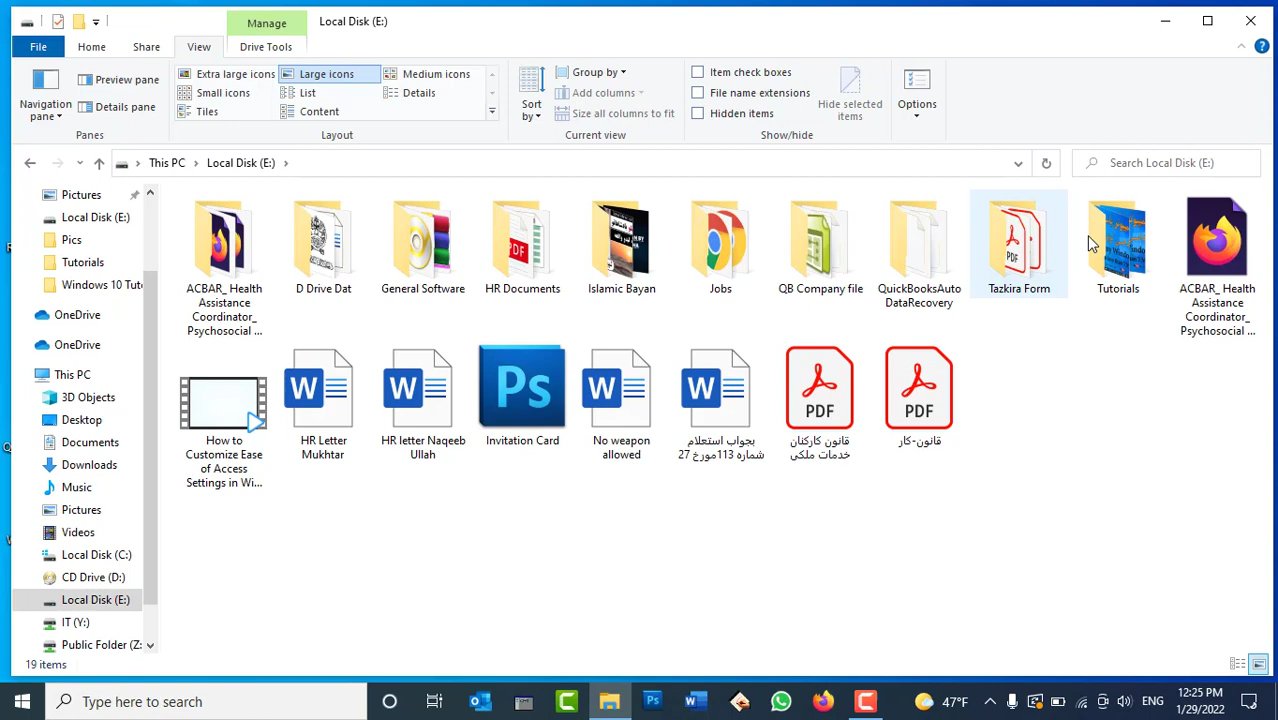 Manage
Local Disk (E:)
File
Home
Share
View
Drive Tools
Navigation
pane
Preview pane
Details pane
Panes
Extra large icons
Large icons
Medium icons
Small icons
List
Details
Tiles
Content
Layout
Sort
by
Group by
Add columns
Size all columns to fit
Current view
Item check boxes
File name extensions
Hidden items
Hide selected
items
Show/hide
Options
This PC
Local Disk (E:)
Search Local Disk (E:)
Pictures
Local Disk (E:)
Pics
Tutorials
Windows 10 Tut
OneDrive
OneDrive
This PC
3D Objects
Desktop
Documents
Downloads
Music
Pictures
Videos
Local Disk (C:)
CD Drive (D:)
Local Disk (E:)
IT (Y:)
Public Folder (Z:
ACBAR_ Health
Assistance
Coordinator_
Psychosocial ...
D Drive Dat
General Software
PDF
HR Documents
Islamic Bayan
Jobs
QB Company file
QuickBooksAuto
DataRecovery
PDF
Tazkira Form
Tutorials
ACBAR_ Health
Assistance
Coordinator_
Psychosocial ...
How to
Customize Ease
of Access
Settings in Wi...
W
HR Letter
Mukhtar
W
HR letter Naqeeb
Ullah
Ps
Invitation Card
W
No weapon
allowed
W
بجواب استعلام
شماره 113مورخ 27
PDF
قانون کارکنان
خدمات ملکی
PDF
قانون-کار
19 items
Type here to search
47°F
ENG
12:25 PM
1/29/2022